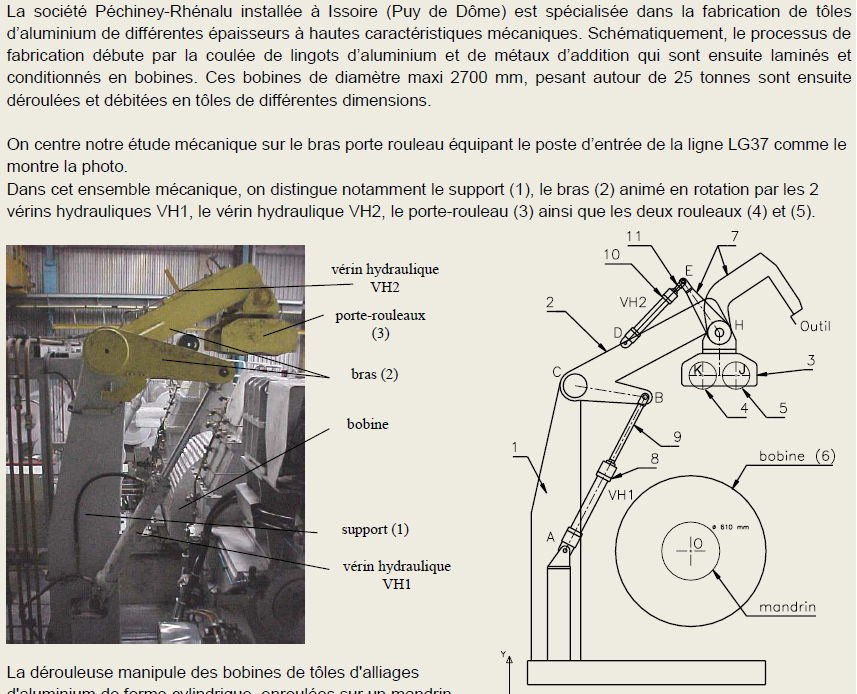 La société Péchiney-Rhénalu installée à Issoire (Puy de Dôme) est spécialisée dans la fabrication de tôles
d’aluminium de différentes épaisseurs à hautes caractéristiques mécaniques. Schématiquement, le processus de
fabrication débute par la coulée de lingots d’aluminium et de métaux d’addition qui sont ensuite laminés et
conditionnés en bobines. Ces bobines de diamètre maxi 2700 mm, pesant autour de 25 tonnes sont ensuite
déroulées et débitées en tôles de différentes dimensions.
On centre notre étude mécanique sur le bras porte rouleau équipant le poste d’entrée de la ligne LG37 comme le
montre la photo.
Dans cet ensemble mécanique, on distingue notamment le support (1), le bras (2) animé en rotation par les 2
vérins hydrauliques VH1, le vérin hydraulique VH2, le porte-rouleau (3) ainsi que les deux rouleaux (4) et (5).
vérin hydraulique
VH2
porte-rouleaux
(3)
bras (2)
bobine
support (1)
vérin hydraulique
VH1
11
7
10
E
VH2
2
D
H
Outil
C
K
J
3
B
4
5
9
1
8
bobine (6)
VH1
ø 610 mm
A
O
mandrin
Y
La dérouleuse manipule des bobines de tôles d'alliages
d'aluminium de forme cylindrique, enroulées sur un mandrin